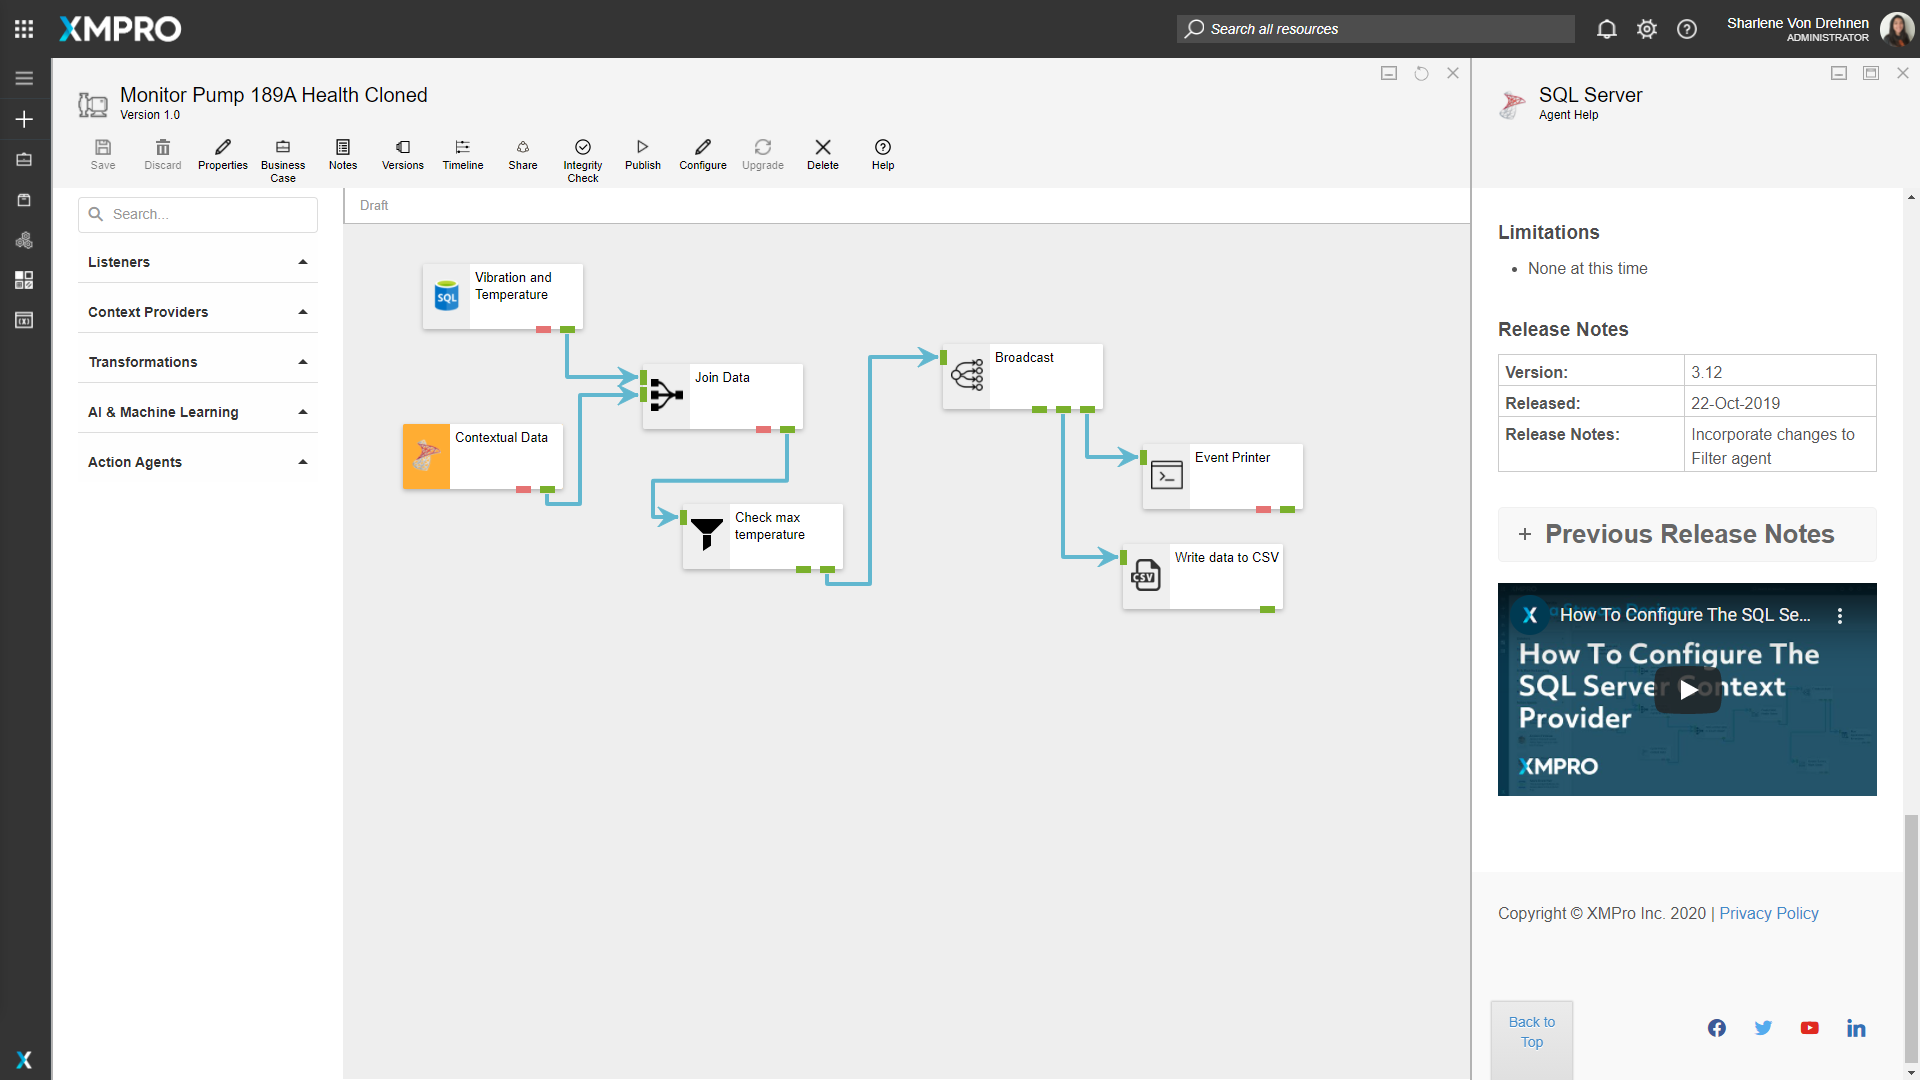 XMPRO
Search all resources
Sharlene Von Drehnen
ADMINISTRATOR
Monitor Pump 189A Health Cloned
Version 1.0
Save
Discard
Properties
Business
Case
Notes
Versions
Timeline
Share
Integrity
Check
Publish
Configure
Upgrade
Delete
Help
Search...
Listeners
Context Providers
Transformations
AI & Machine Learning
Action Agents
Draft
SQL
Vibration and
Temperature
Join Data
Contextual Data
Check max
temperature
Broadcast
Event Printer
CSV
Write data to CSV
SQL Server
Agent Help
Limitations
• None at this time
Release Notes
Version: 3.12
Released: 22-Oct-2019
Release Notes: Incorporate changes to
Filter agent
+ Previous Release Notes
How To Configure The SQL Se...
How To Configure The
SQL Server Context
Provider
XMPRO
Copyright © XMPro Inc. 2020 | Privacy Policy
Back to
Top